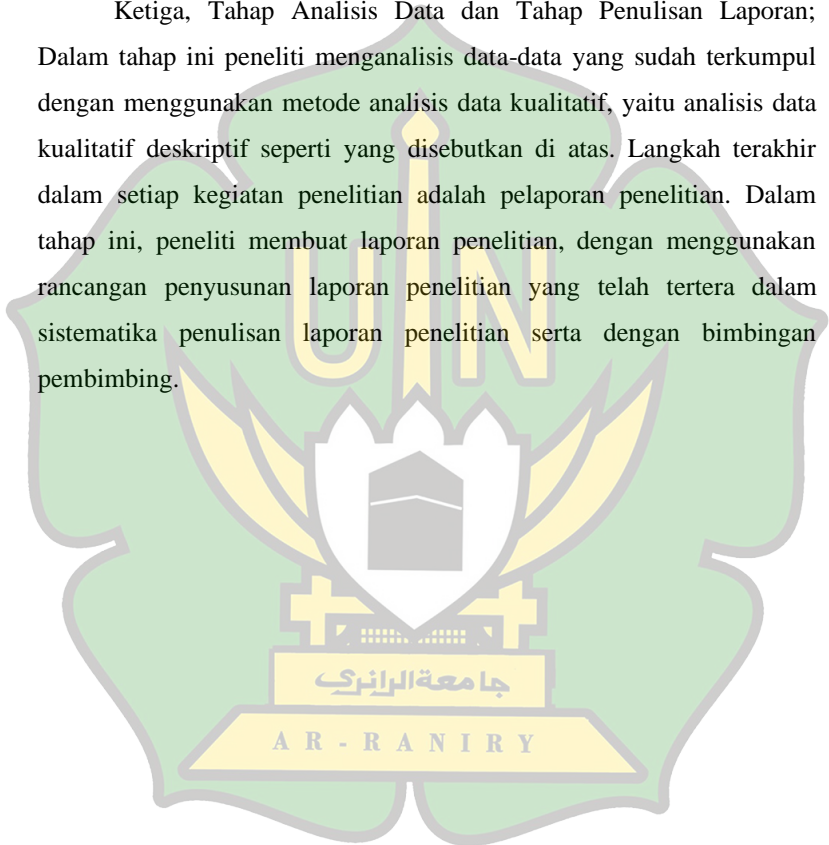 Ketiga, Tahap Analisis Data dan Tahap Penulisan Laporan;
Dalam tahap ini peneliti menganalisis data-data yang sudah terkumpul
dengan menggunakan metode analisis data kualitatif, yaitu analisis data
kualitatif deskriptif seperti yang disebutkan di atas. Langkah terakhir
dalam setiap kegiatan penelitian adalah pelaporan penelitian. Dalam
tahap ini, peneliti membuat laporan penelitian, dengan menggunakan
rancangan penyusunan laporan penelitian yang telah tertera dalam
sistematika penulisan laporan penelitian serta dengan bimbingan
pembimbing.
UIN
جامعة الرانري
AR-RANIRY